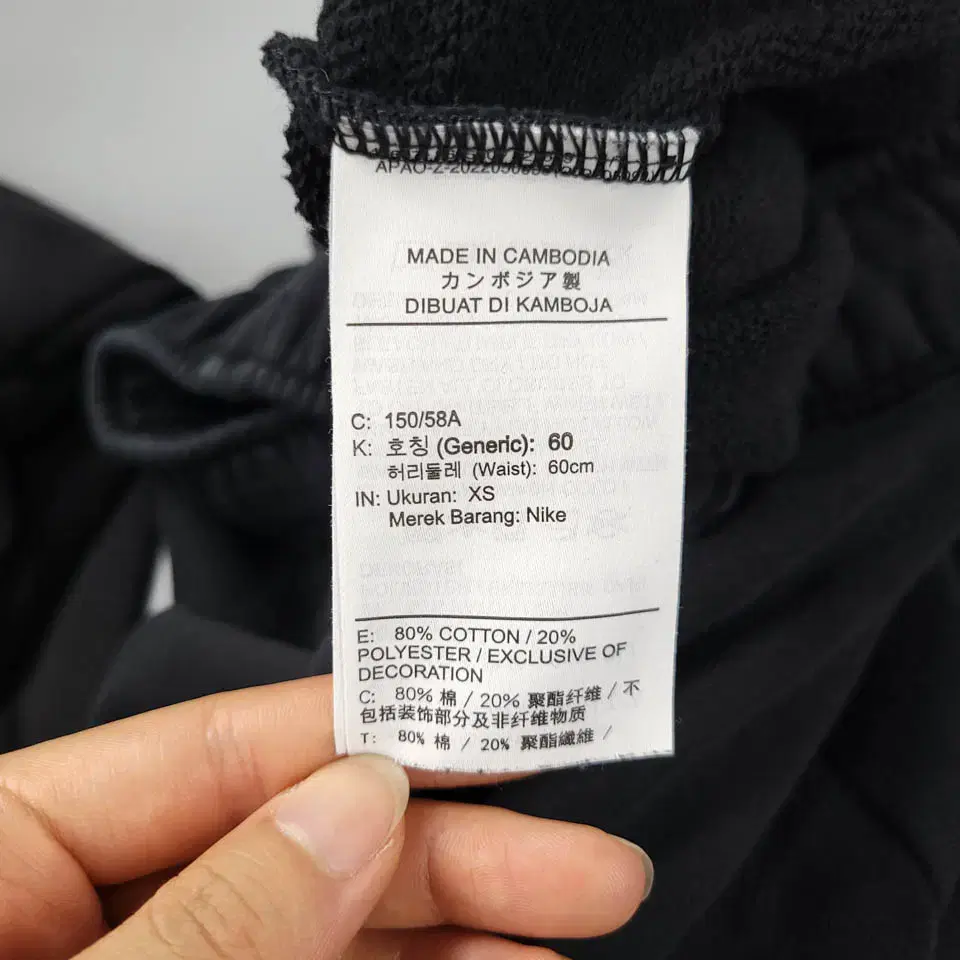 MADE IN CAMBODIA
カンボジア製
DIBUAT DI KAMBOJA
C: 150/58A
K: 호칭 (Generic): 60
허리둘레 (Waist): 60cm
IN: Ukuran: XS
Merek Barang: Nike
E: 80% COTTON / 20%
POLYESTER / EXCLUSIVE OF
DECORATION
C: 80% 棉 / 20% 聚酯纤维 / 不
包括装饰部分及非纤维物质
T: 80% 棉 / 20% 聚酯纖維 /